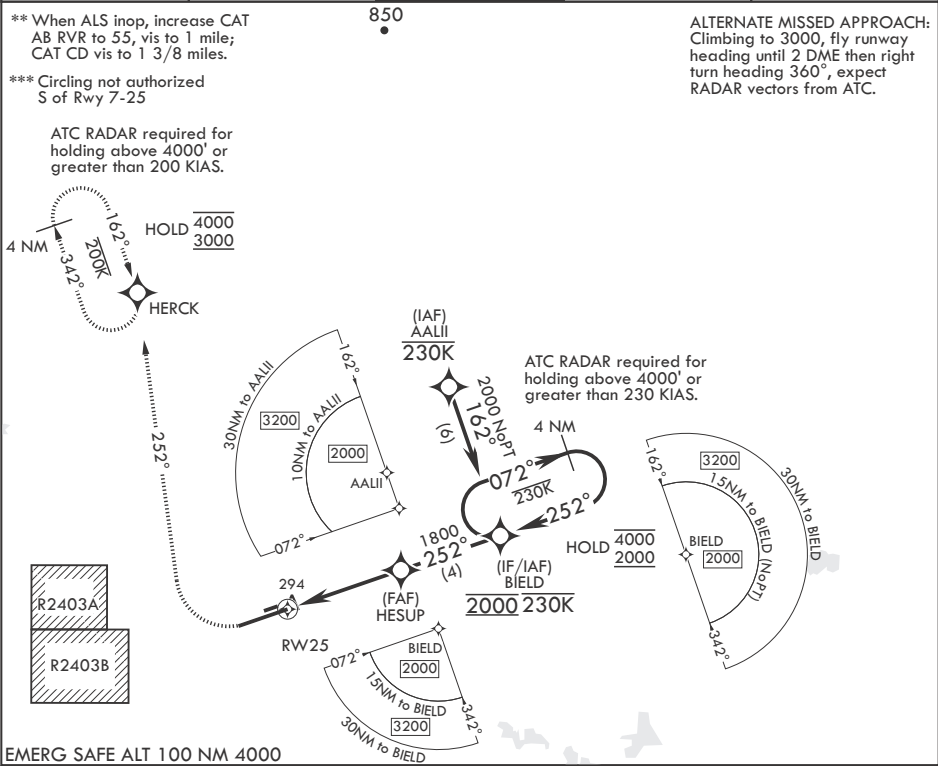 ** When ALS inop, increase CAT
AB RVR to 55, vis to 1 mile;
CAT CD vis to 1 3/8 miles.
*** Circling not authorized
S of Rwy 7-25
850
ALTERNATE MISSED APPROACH:
Climbing to 3000, fly runway
heading until 2 DME then right
turn heading 360°, expect
RADAR vectors from ATC.
ATC RADAR required for
holding above 4000' or
greater than 200 KIAS.
HOLD 4000
3000
4 NM
162°
200K
342°
HERCK
252°
30NM to AALII
3200
10NM to AALII
2000
162°
AALII
072°
(IAF)
AALII
230K
2000 NoPT
162°
(6)
ATC RADAR required for
holding above 4000' or
greater than 230 KIAS.
4 NM
072°
230K
252°
HOLD 4000
2000
1800
252°
(4)
(IF/IAF)
BIELD
2000 230K
(FAF)
HESUP
294
RW25
162°
3200
15NM to BIELD (NoPT)
30NM to BIELD
BIELD
2000
342°
R2403A
R2403B
BIELD
072°
2000
15NM to BIELD
342°
3200
30NM to BIELD
EMERG SAFE ALT 100 NM 4000